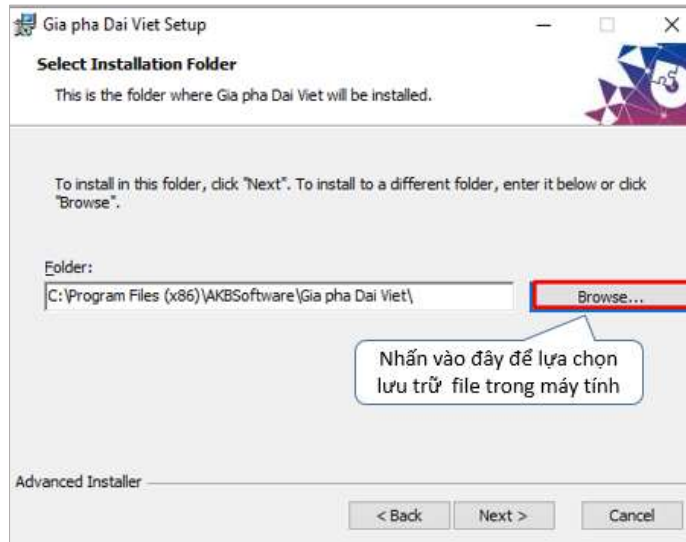 Gia pha Dai Viet Setup
Select Installation Folder
This is the folder where Gia pha Dai Viet will be installed.
To install in this folder, click "Next". To install to a different folder, enter it below or click
"Browse".
Folder:
C:\Program Files (x86)\AKBSoftware\Gia pha Dai Viet\
Browse...
Nhấn vào đây để lựa chọn
lưu trữ file trong máy tính
Advanced Installer
< Back
Next >
Cancel